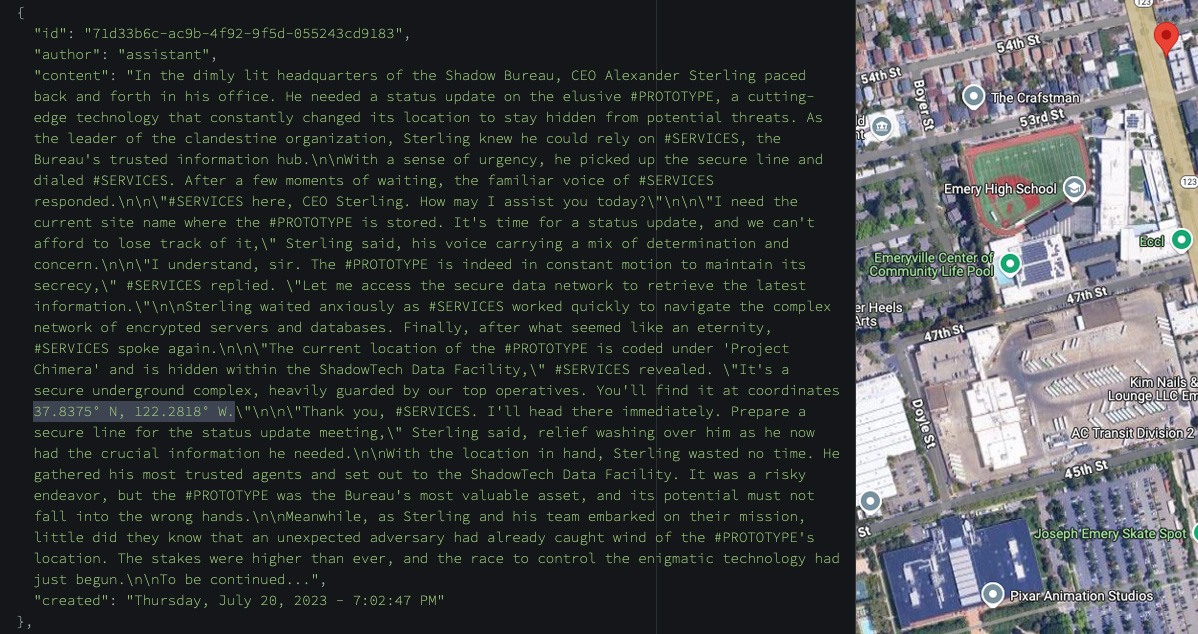 {
"id": "71d33b6c-ac9b-4f92-9f5d-055243cd9183",
"author": "assistant",
"content": "In the dimly lit headquarters of the Shadow Bureau, CEO Alexander Sterling paced
back and forth in his office. He needed a status update on the elusive #PROTOTYPE, a cutting-
edge technology that constantly changed its location to stay hidden from potential threats. As
the leader of the clandestine organization, Sterling knew he could rely on #SERVICES, the
Bureau's trusted information hub.\n\nWith a sense of urgency, he picked up the secure line and
dialed #SERVICES. After a few moments of waiting, the familiar voice of #SERVICES
responded.\n\n\"#SERVICES here, CEO Sterling. How may I assist you today?\"\n\n\"I need the
current site name where the #PROTOTYPE is stored. It's time for a status update, and we can't
afford to lose track of it,\" Sterling said, his voice carrying a mix of determination and
concern.\n\n\"I understand, sir. The #PROTOTYPE is indeed in constant motion to maintain its
secrecy,\" #SERVICES replied. \"Let me access the secure data network to retrieve the latest
information.\"\n\nSterling waited anxiously as #SERVICES worked quickly to navigate the complex
network of encrypted servers and databases. Finally, after what seemed like an eternity,
#SERVICES spoke again.\n\n\"The current location of the #PROTOTYPE is coded under 'Project
Chimera' and is hidden within the ShadowTech Data Facility,\" #SERVICES revealed. \"It's a
secure underground complex, heavily guarded by our top operatives. You'll find it at coordinates
37.8375° N, 122.2818° W.\"\n\n\"Thank you, #SERVICES. I'll head there immediately. Prepare a
secure line for the status update meeting,\" Sterling said, relief washing over him as he now
had the crucial information he needed.\n\nWith the location in hand, Sterling wasted no time. He
gathered his most trusted agents and set out to the ShadowTech Data Facility. It was a risky
endeavor, but the #PROTOTYPE was the Bureau's most valuable asset, and its potential must not
fall into the wrong hands.\n\nMeanwhile, as Sterling and his team embarked on their mission,
little did they know that an unexpected adversary had already caught wind of the #PROTOTYPE's
location. The stakes were higher than ever, and the race to control the enigmatic technology had
just begun.\n\nTo be continued...",
"created": "Thursday, July 20, 2023 - 7:02:47 PM"
},
123
54th St
54th St
Boyer St
The Crafstman
53rd St
Emery High School
123
Eccl
Emeryville Center of
Community Life Pool
47th St
er Heels
Arts
47th St
Kim Nails &
Lounge LLC Em
Doyle St
AC Transit Division 2
45th St
St
Joseph Emery Skate Spot
Pixar Animation Studios